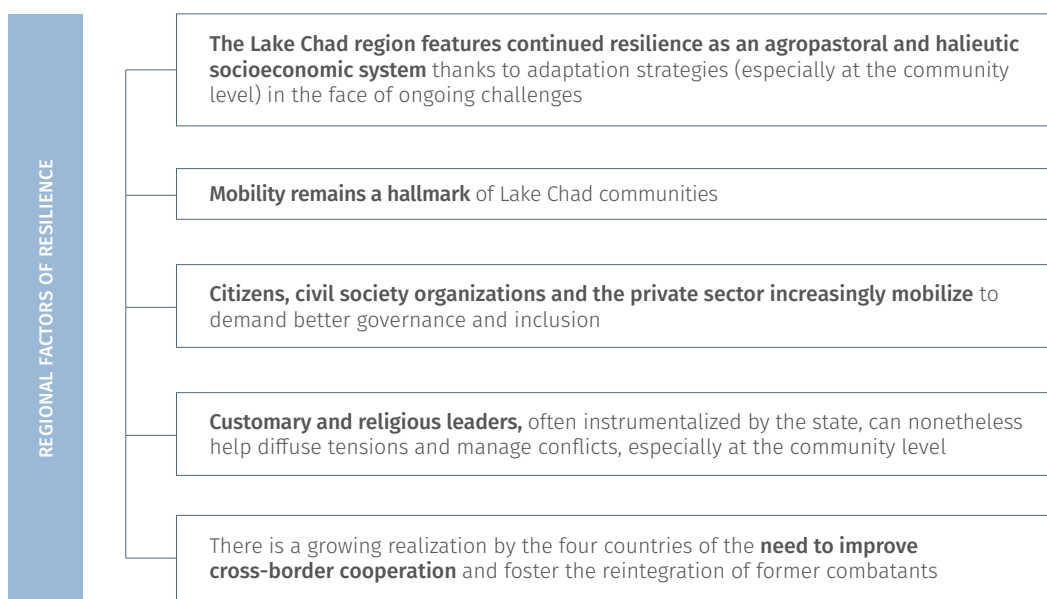 REGIONAL FACTORS OF RESILIENCE
The Lake Chad region features continued resilience as an agropastoral and halieutic
socioeconomic system thanks to adaptation strategies (especially at the community
level) in the face of ongoing challenges
Mobility remains a hallmark of Lake Chad communities
Citizens, civil society organizations and the private sector increasingly mobilize to
demand better governance and inclusion
Customary and religious leaders, often instrumentalized by the state, can nonetheless
help diffuse tensions and manage conflicts, especially at the community level
There is a growing realization by the four countries of the need to improve
cross-border cooperation and foster the reintegration of former combatants